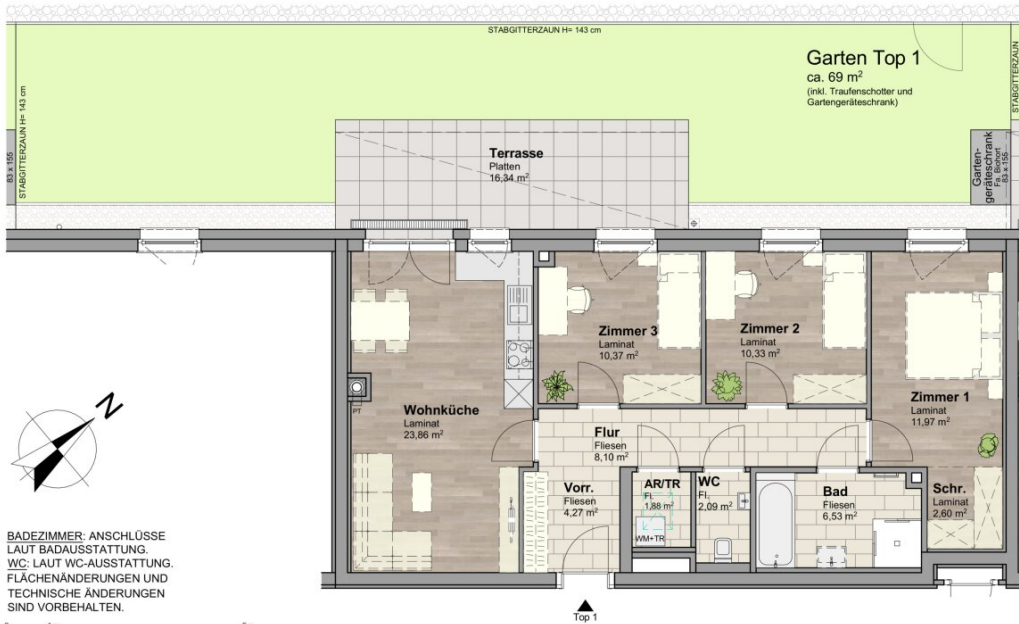 STABGITTERZAUN H= 143 cm
Garten Top 1
ca. 69 m²
(inkl. Traufenschotter und
Gartengeräteschrank)
STABGITTERZAUN
STABGITTERZAUN H= 143 cm
83 x 155
Terrasse
Platten
16,34 m²
Garten-
geräteschrank
Fa. Biohort
83 x 155
Zimmer 3
Laminat
10,37 m²
Zimmer 2
Laminat
10,33 m²
Zimmer 1
Laminat
11,97 m²
PT
Wohnküche
Laminat
23,86 m²
N
Flur
Fliesen
8,10 m²
Vorr.
Fliesen
4,27 m²
AR/TR
Fl.
1,88 m²
WM+TR
WC
Fl.
2,09 m²
Bad
Fliesen
6,53 m²
Schr.
Laminat
2,60 m²
BADEZIMMER: ANSCHLÜSSE
LAUT BADAUSSTATTUNG.
WC: LAUT WC-AUSSTATTUNG.
FLÄCHENÄNDERUNGEN UND
TECHNISCHE ÄNDERUNGEN
SIND VORBEHALTEN.
Top 1